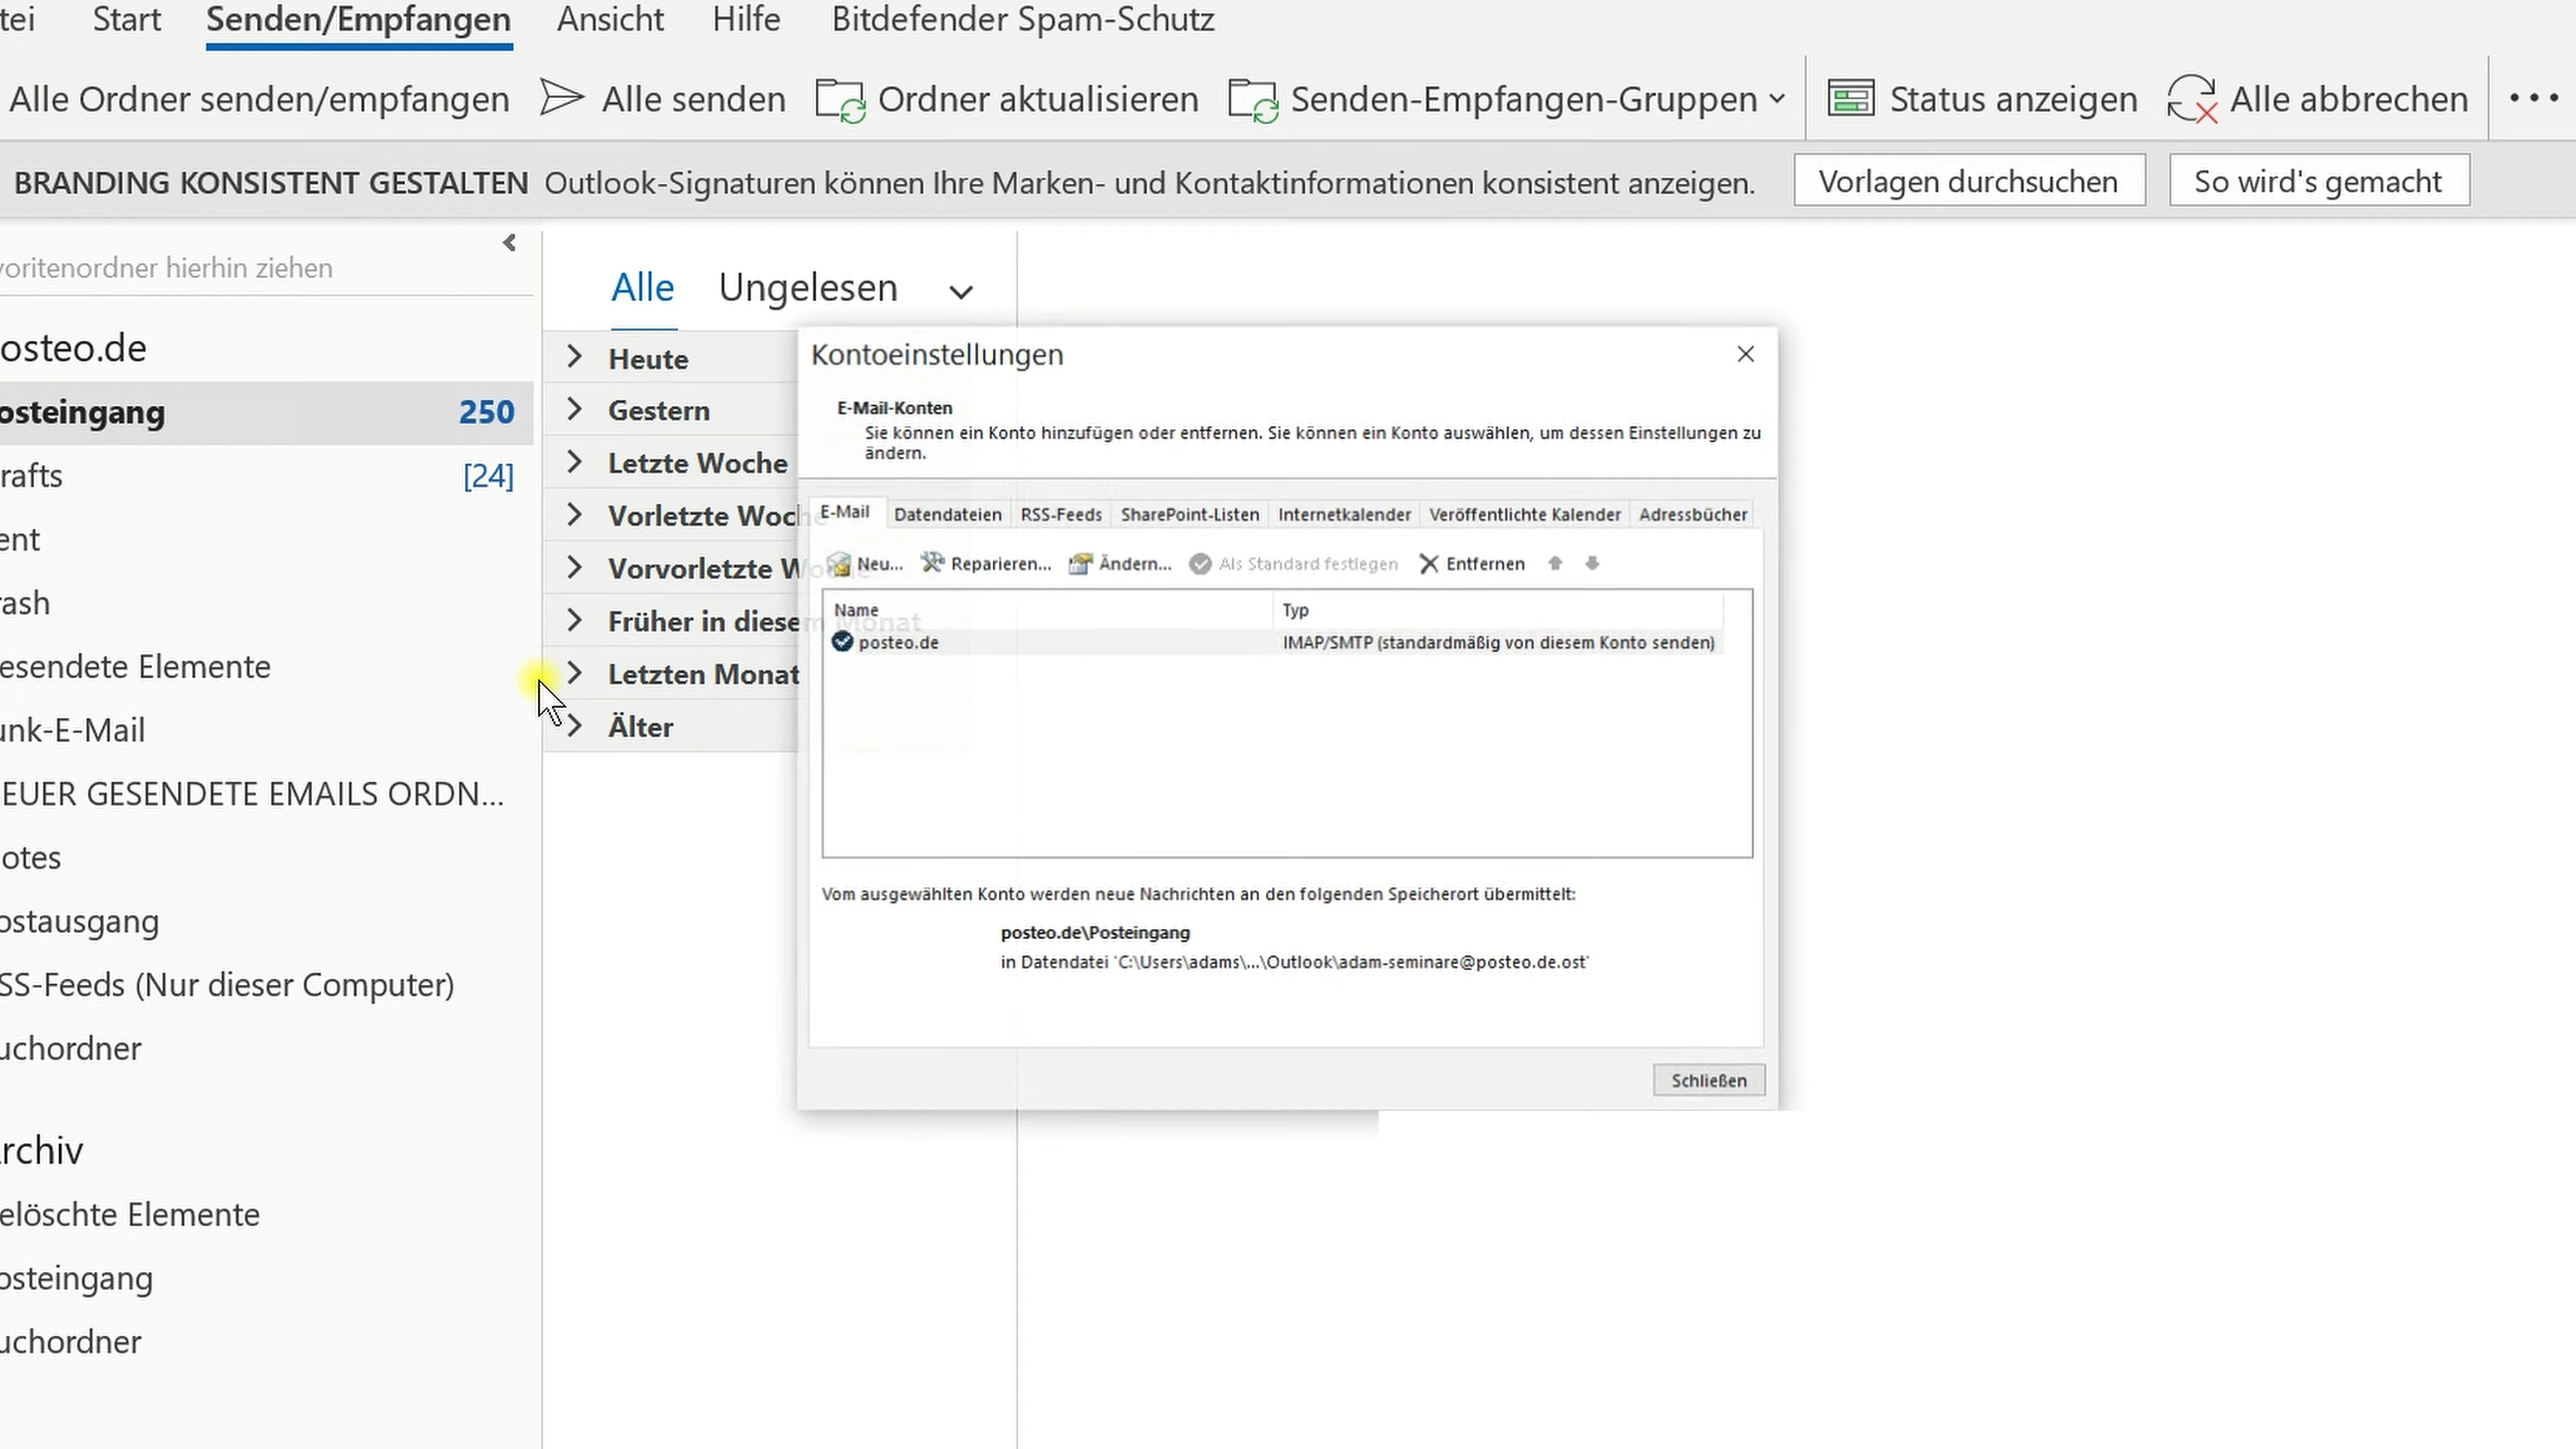 tei Start Senden/Empfangen Ansicht Hilfe Bitdefender Spam-Schutz
Alle Ordner senden/empfangen Alle senden Ordner aktualisieren Senden-Empfangen-Gruppen Status anzeigen Alle abbrechen
BRANDING KONSISTENT GESTALTEN Outlook-Signaturen können Ihre Marken- und Kontaktinformationen konsistent anzeigen. Vorlagen durchsuchen So wird's gemacht
voritenordner hierhin ziehen
osteo.de
osteingang 250
rafts [24]
ent
rash
esendete Elemente
unk-E-Mail
EUER GESENDETE EMAILS ORDN...
otes
ostausgang
SS-Feeds (Nur dieser Computer)
uchordner
rchiv
elöschte Elemente
osteingang
uchordner
Alle Ungelesen
Heute
Gestern
Letzte Woche
Vorletzte Woche
Vorvorletzte Woche
Früher in diesem Monat
Letzten Monat
Älter
Kontoeinstellungen
E-Mail-Konten
Sie können ein Konto hinzufügen oder entfernen. Sie können ein Konto auswählen, um dessen Einstellungen zu
ändern.
E-Mail Datendateien RSS-Feeds SharePoint-Listen Internetkalender Veröffentlichte Kalender Adressbücher
Neu... Reparieren... Ändern... Als Standard festlegen Entfernen
Name Typ
posteo.de IMAP/SMTP (standardmäßig von diesem Konto senden)
Vom ausgewählten Konto werden neue Nachrichten an den folgenden Speicherort übermittelt:
posteo.de\Posteingang
in Datendatei 'C:\Users\adams\...\Outlook\adam-seminare@posteo.de.ost'
Schließen